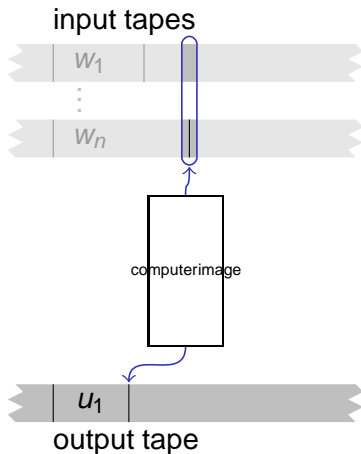 input tapes
w1
⋮
wn
computerimage
u1
output tape